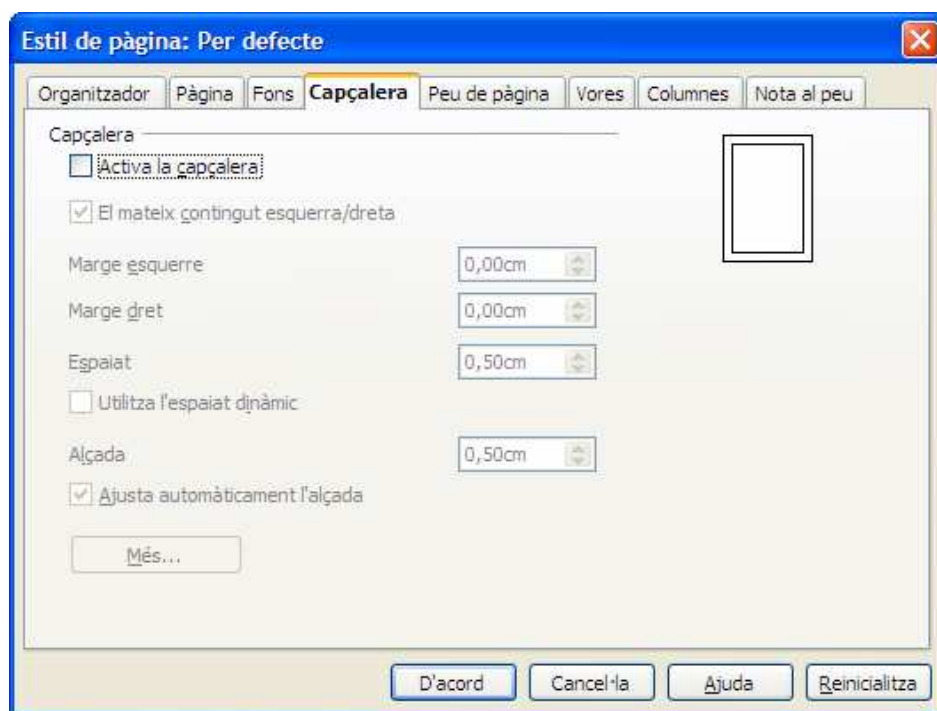 Estil de pàgina: Per defecte
Organitzador Pàgina Fons Capçalera Peu de pàgina Vores Columnes Nota al peu
Capçalera
Activa la capçalera
El mateix contingut esquerra/dreta
Marge esquerre 0,00cm
Marge dret 0,00cm
Espaiat 0,50cm
Utilitza l'espaiat dinàmic
Alçada 0,50cm
Ajusta automàticament l'alçada
Més...
D'acord Cancel·la Ajuda Reinicialitza